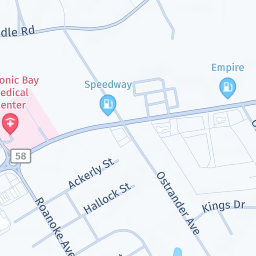 dle Rd
Empire
onic Bay
edical
enter
Speedway
58
Ackerly St
Hallock St.
Roanoke Ave
Ostrander Ave
Kings Dr